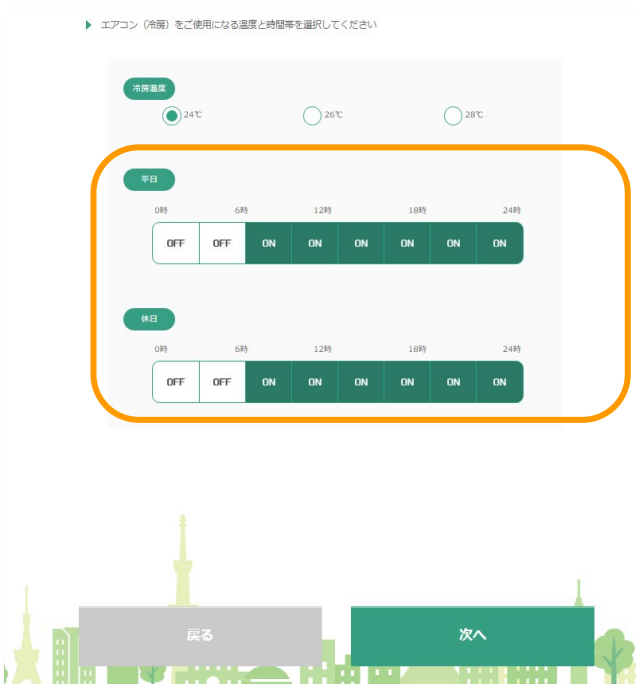 エアコン（冷房）をご使用になる温度と時間帯を選択してください
冷房温度
24℃ 26℃ 28℃
平日
0時 6時 12時 18時 24時
OFF OFF ON ON ON ON ON ON
休日
0時 6時 12時 18時 24時
OFF OFF ON ON ON ON ON ON
戻る 次へ